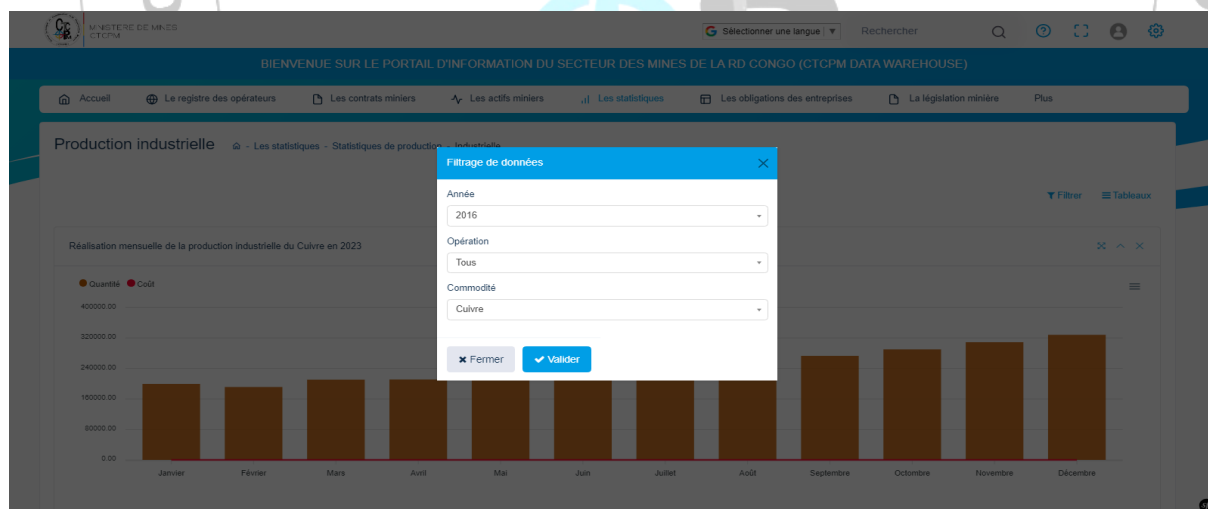 MINISTERE DE MINES
CTCPM
Sélectionner une langue
Rechercher
BIENVENUE SUR LE PORTAIL D'INFORMATION DU SECTEUR DES MINES DE LA RD CONGO (CTCPM DATA WAREHOUSE)
Accueil Le registre des opérateurs Les contrats miniers Les actifs miniers Les statistiques Les obligations des entreprises La législation minière Plus
Production industrielle - Les statistiques - Statistiques de production - Industrielle
Filtrage de données
Année
2016
Opération
Tous
Commodité
Cuivre
Fermer Valider
Filtrer Tableaux
Réalisation mensuelle de la production industrielle du Cuivre en 2023
Quantité Coût
400000.00
320000.00
240000.00
160000.00
80000.00
0.00
Janvier Février Mars Avril Mai Juin Juillet Août Septembre Octombre Novembre Décembre